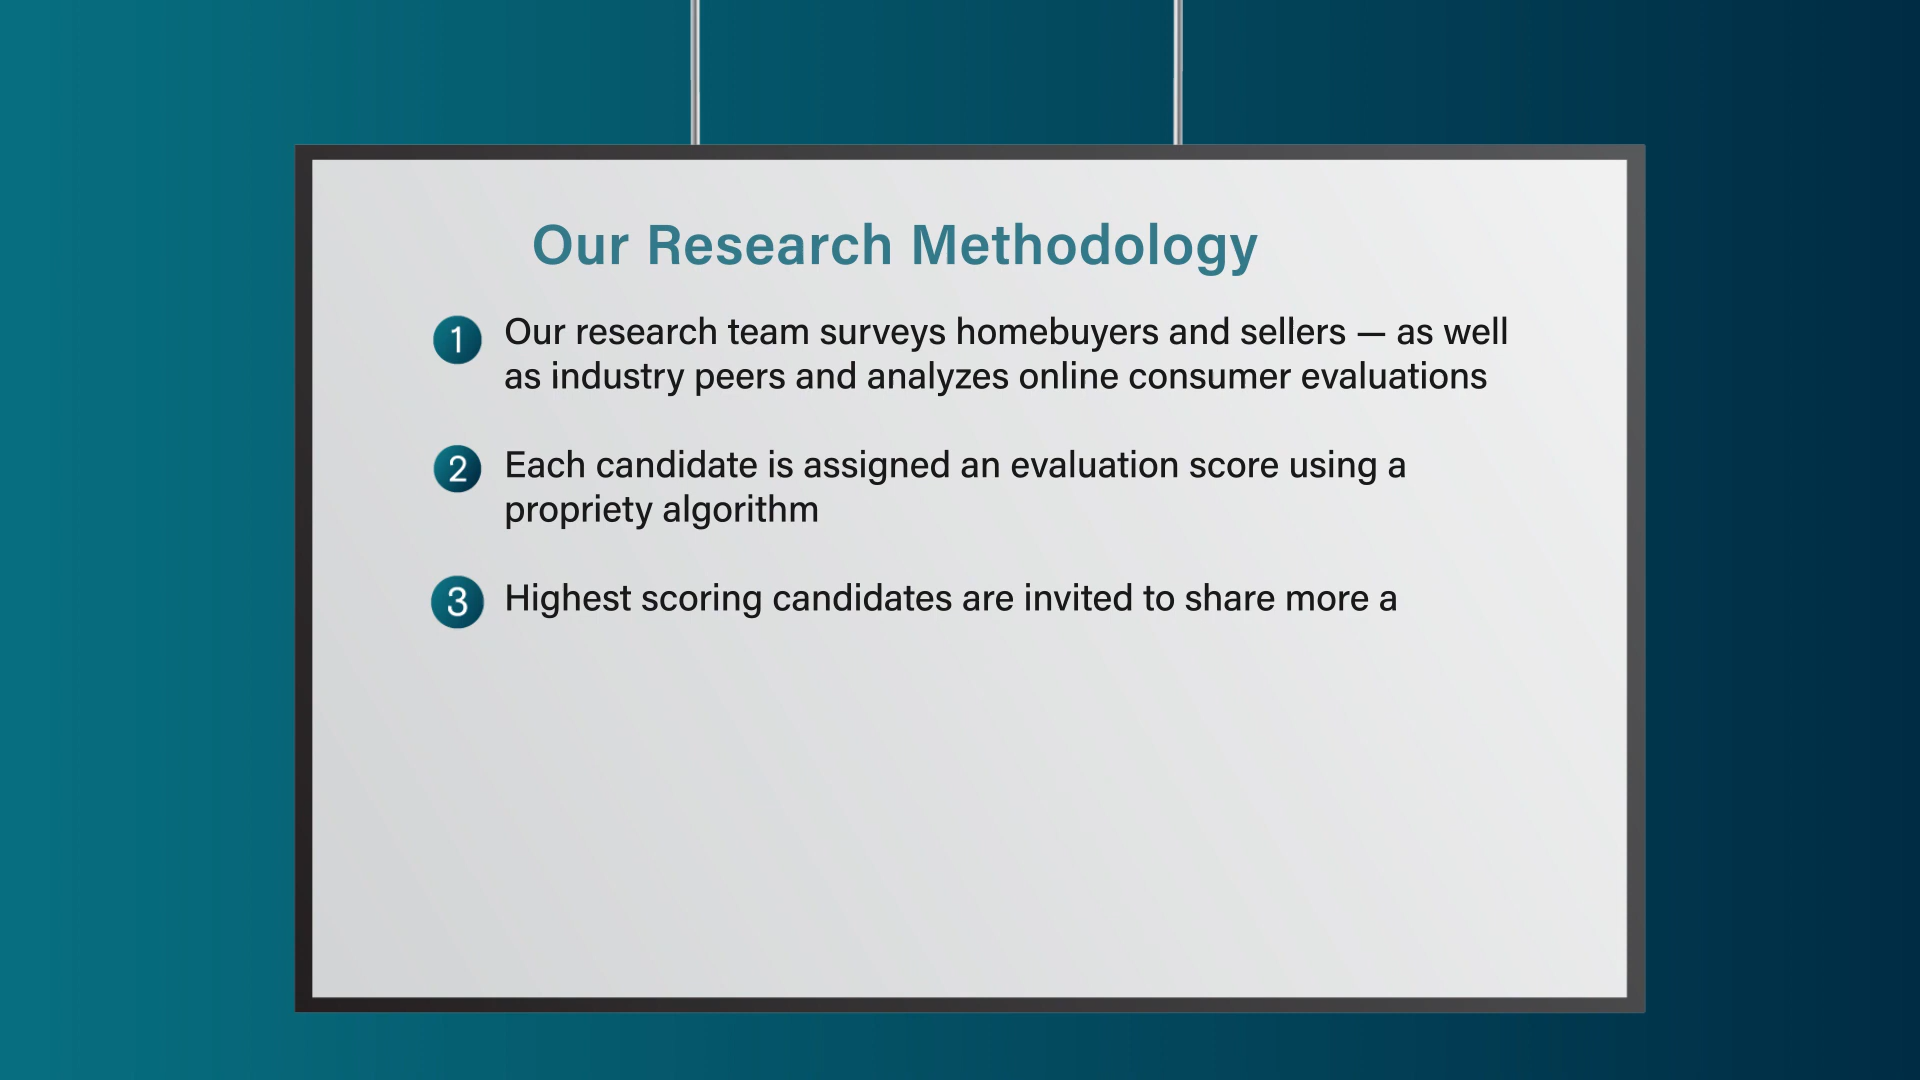 Our Research Methodology
1 Our research team surveys homebuyers and sellers — as well
as industry peers and analyzes online consumer evaluations
2 Each candidate is assigned an evaluation score using a
propriety algorithm
3 Highest scoring candidates are invited to share more a